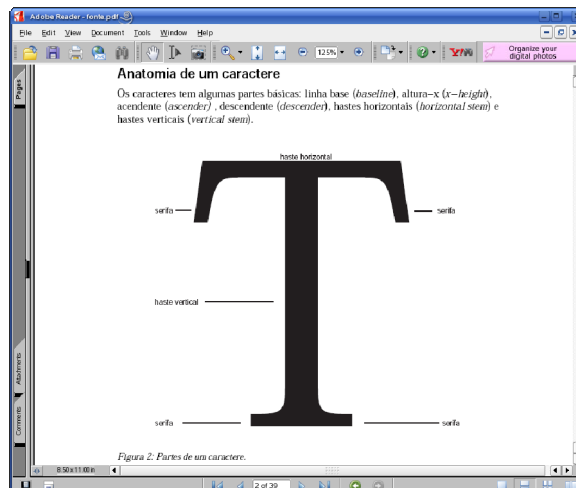 Adobe Reader - fonte.pdf
File Edit View Document Tools Window Help
125%
Organize your
digital photos
Pages
Anatomia de um caractere
Os caracteres tem algumas partes básicas: linha base (baseline), altura-x (x-height),
acendente (ascender) , descendente (descender), hastes horizontais (horizontal stem) e
hastes verticais (vertical stem).
haste horizontal
serifa
serifa
haste vertical
Attachments
Comments
serifa
serifa
Figura 2: Partes de um caractere.
8.50 x 11.00 in
2 of 39